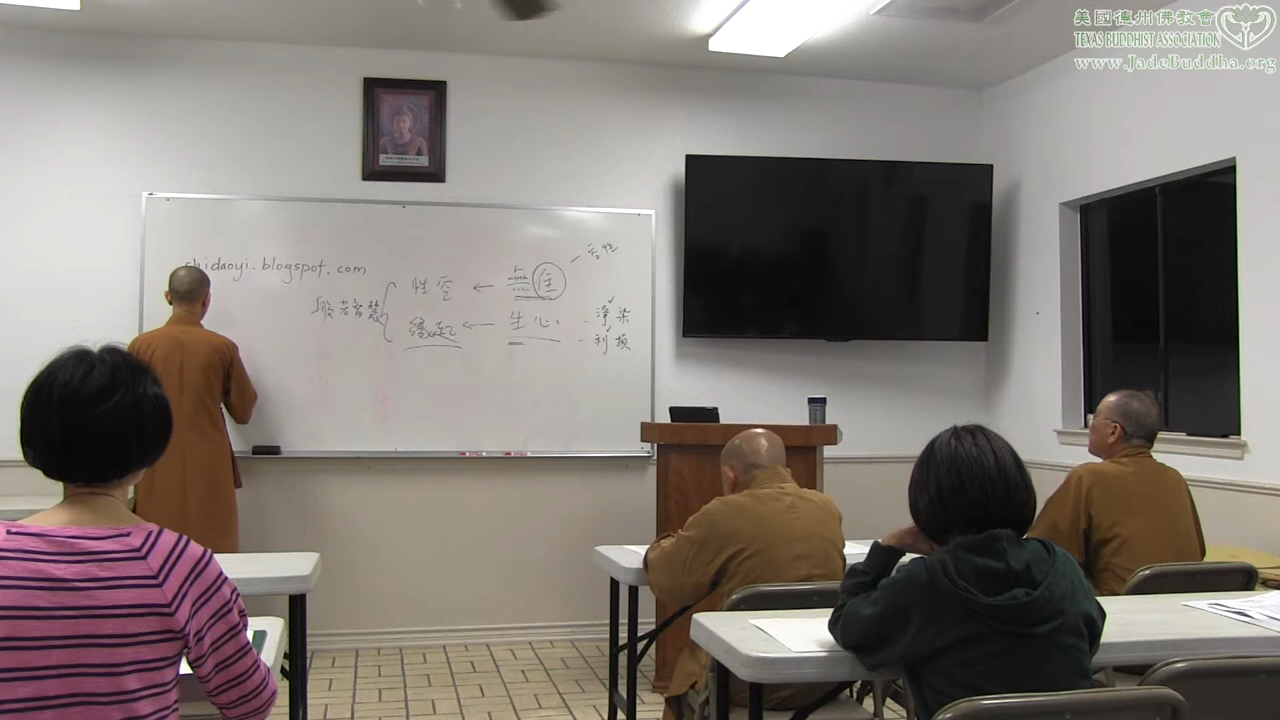 美國德州佛教會
TEXAS BUDDHIST ASSOCIATION
www.JadeBuddha.org
shidaoyi.blogspot.com
般若智慧 { 性空 ← 無住
緣起 ← 生心
淨染
利損